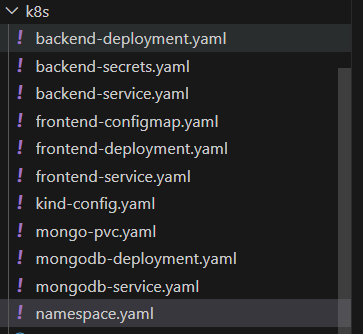 k8s
! backend-deployment.yaml
! backend-secrets.yaml
! backend-service.yaml
! frontend-configmap.yaml
! frontend-deployment.yaml
! frontend-service.yaml
! kind-config.yaml
! mongo-pvc.yaml
! mongodb-deployment.yaml
! mongodb-service.yaml
! namespace.yaml